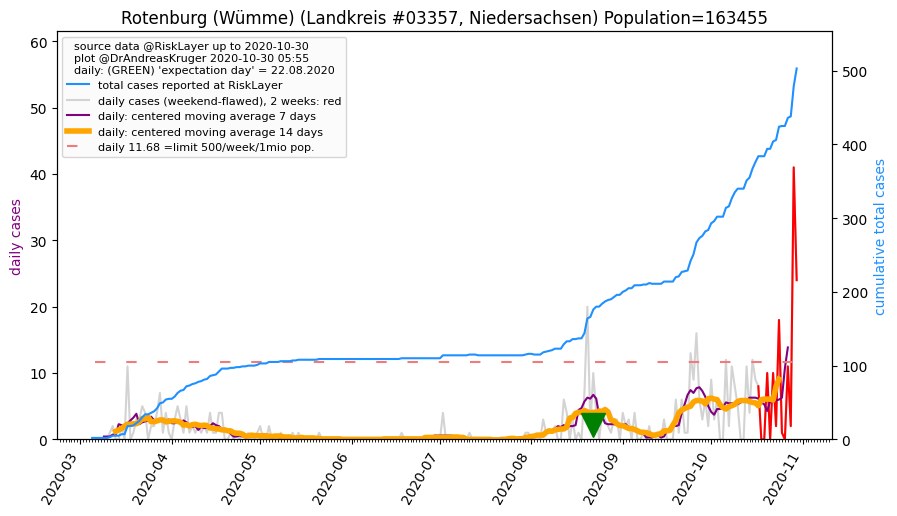 Rotenburg (Wümme) (Landkreis #03357, Niedersachsen) Population=163455
source data @RiskLayer up to 2020-10-30
plot @DrAndreasKruger 2020-10-30 05:55
daily: (GREEN) 'expectation day' = 22.08.2020
total cases reported at RiskLayer
daily cases (weekend-flawed), 2 weeks: red
daily: centered moving average 7 days
daily: centered moving average 14 days
daily 11.68 =limit 500/week/1mio pop.
daily cases
60
50
40
30
20
10
0
cumulative total cases
500
400
300
200
100
0
2020-03
2020-04
2020-05
2020-06
2020-07
2020-08
2020-09
2020-10
2020-11